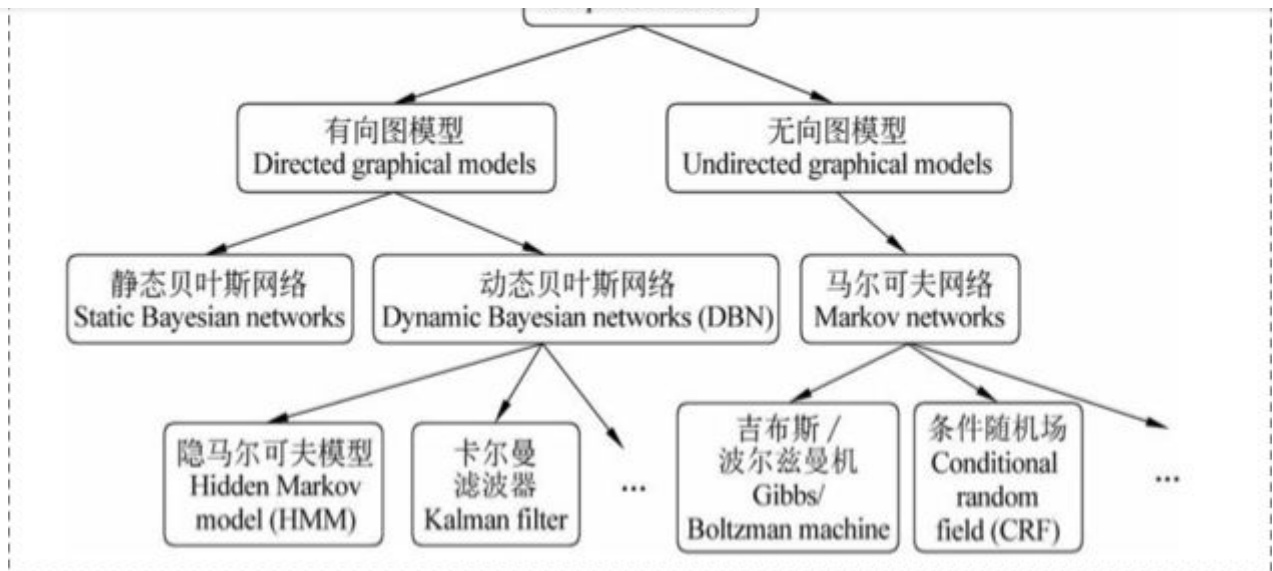 有向图模型
Directed graphical models
无向图模型
Undirected graphical models
静态贝叶斯网络
Static Bayesian networks
动态贝叶斯网络
Dynamic Bayesian networks (DBN)
马尔可夫网络
Markov networks
隐马尔可夫模型
Hidden Markov
model (HMM)
卡尔曼
滤波器
Kalman filter
...
吉布斯/
波尔兹曼机
Gibbs/
Boltzman machine
条件随机场
Conditional
random
field (CRF)
...